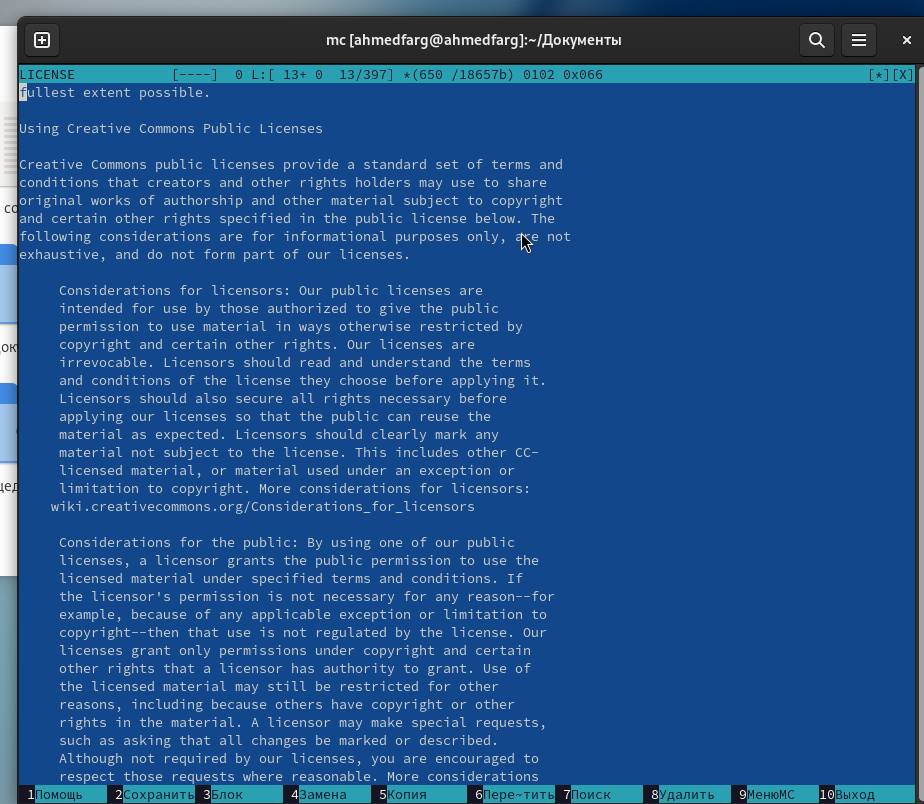 mc [ahmedfarg@ahmedfarg]:~/Документы
LICENSE [----] 0 L:[ 13+ 0 13/397] *(650 /18657b) 0102 0x066 [*][X]
fullest extent possible.
Using Creative Commons Public Licenses
Creative Commons public licenses provide a standard set of terms and
conditions that creators and other rights holders may use to share
original works of authorship and other material subject to copyright
and certain other rights specified in the public license below. The
following considerations are for informational purposes only, are not
exhaustive, and do not form part of our licenses.
Considerations for licensors: Our public licenses are
intended for use by those authorized to give the public
permission to use material in ways otherwise restricted by
copyright and certain other rights. Our licenses are
irrevocable. Licensors should read and understand the terms
and conditions of the license they choose before applying it.
Licensors should also secure all rights necessary before
applying our licenses so that the public can reuse the
material as expected. Licensors should clearly mark any
material not subject to the license. This includes other CC-
licensed material, or material used under an exception or
limitation to copyright. More considerations for licensors:
wiki.creativecommons.org/Considerations_for_licensors
Considerations for the public: By using one of our public
licenses, a licensor grants the public permission to use the
licensed material under specified terms and conditions. If
the licensor's permission is not necessary for any reason--for
example, because of any applicable exception or limitation to
copyright--then that use is not regulated by the license. Our
licenses grant only permissions under copyright and certain
other rights that a licensor has authority to grant. Use of
the licensed material may still be restricted for other
reasons, including because others have copyright or other
rights in the material. A licensor may make special requests,
such as asking that all changes be marked or described.
Although not required by our licenses, you are encouraged to
respect those requests where reasonable. More considerations
1Помощь 2Сохранить 3Блок 4Замена 5Копия 6Пере~тить 7Поиск 8Удалить 9МенюMC 10Выход